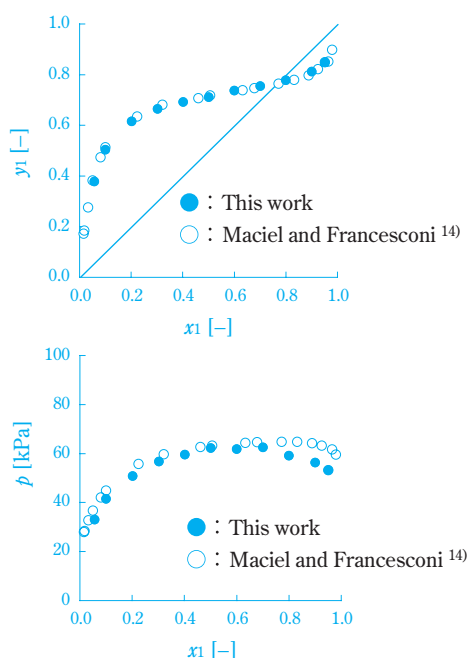 1.0
0.8
0.6
0.4
0.2
0.0
y1 [–]
● : This work
○ : Maciel and Francesconi 14)
0.0 0.2 0.4 0.6 0.8 1.0
x1 [–]
100
80
60
40
20
0
p [kPa]
● : This work
○ : Maciel and Francesconi 14)
0.0 0.2 0.4 0.6 0.8 1.0
x1 [–]